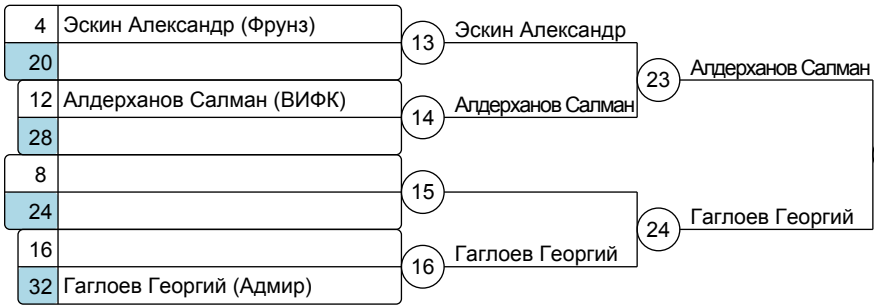 4 Эскин Александр (Фрунз)
20
13 Эскин Александр
12 Алдерханов Салман (ВИФК)
28
14 Алдерханов Салман
23 Алдерханов Салман
8
24
15
16
32 Гаглоев Георгий (Адмир)
16 Гаглоев Георгий
24 Гаглоев Георгий